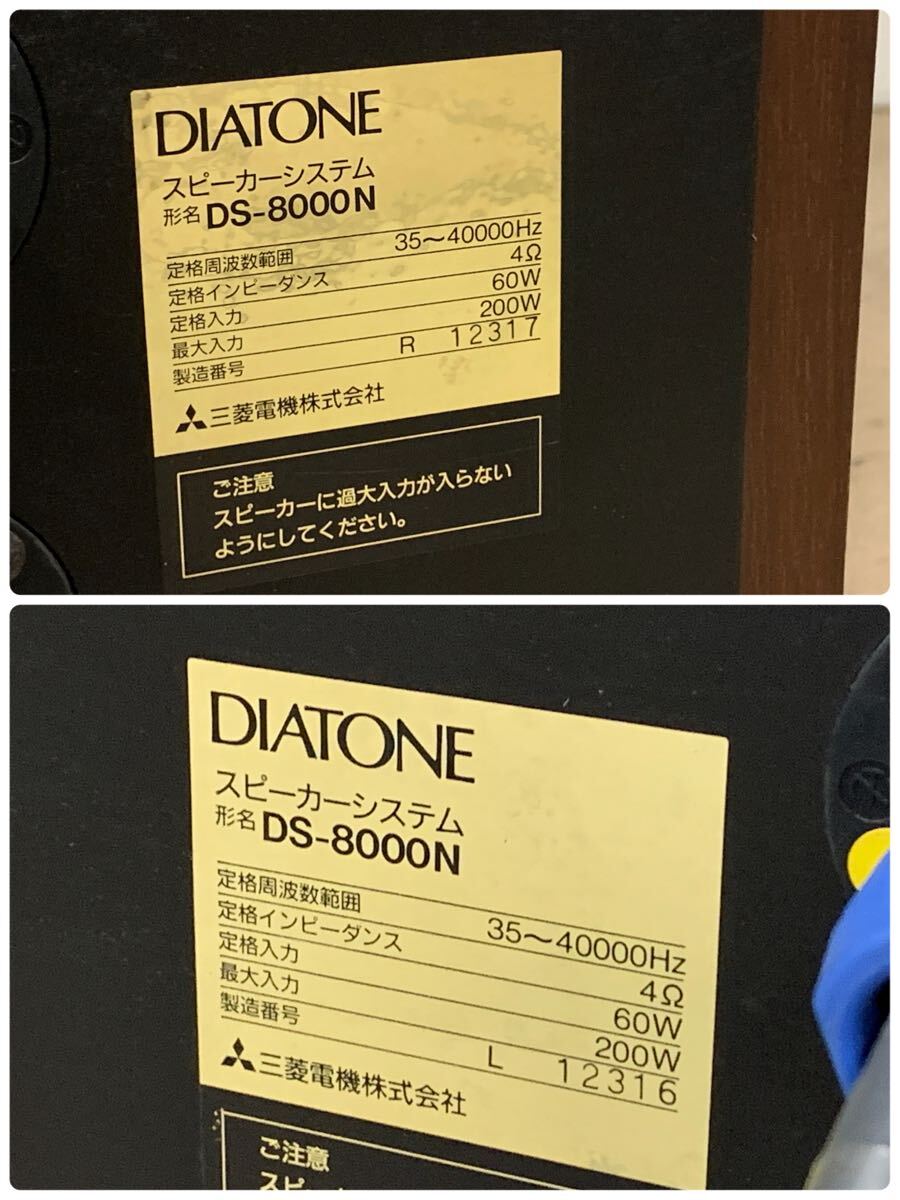 DIATONE
スピーカーシステム
形名 DS-8000N
定格周波数範囲 35〜40000Hz
定格インピーダンス 4Ω
定格入力 60W
最大入力 200W
製造番号 R 12317
三菱電機株式会社
ご注意
スピーカーに過大入力が入らない
ようにしてください。
DIATONE
スピーカーシステム
形名 DS-8000N
定格周波数範囲 35〜40000Hz
定格インピーダンス 4Ω
定格入力 60W
最大入力 200W
製造番号 L 12316
三菱電機株式会社
ご注意
スピー